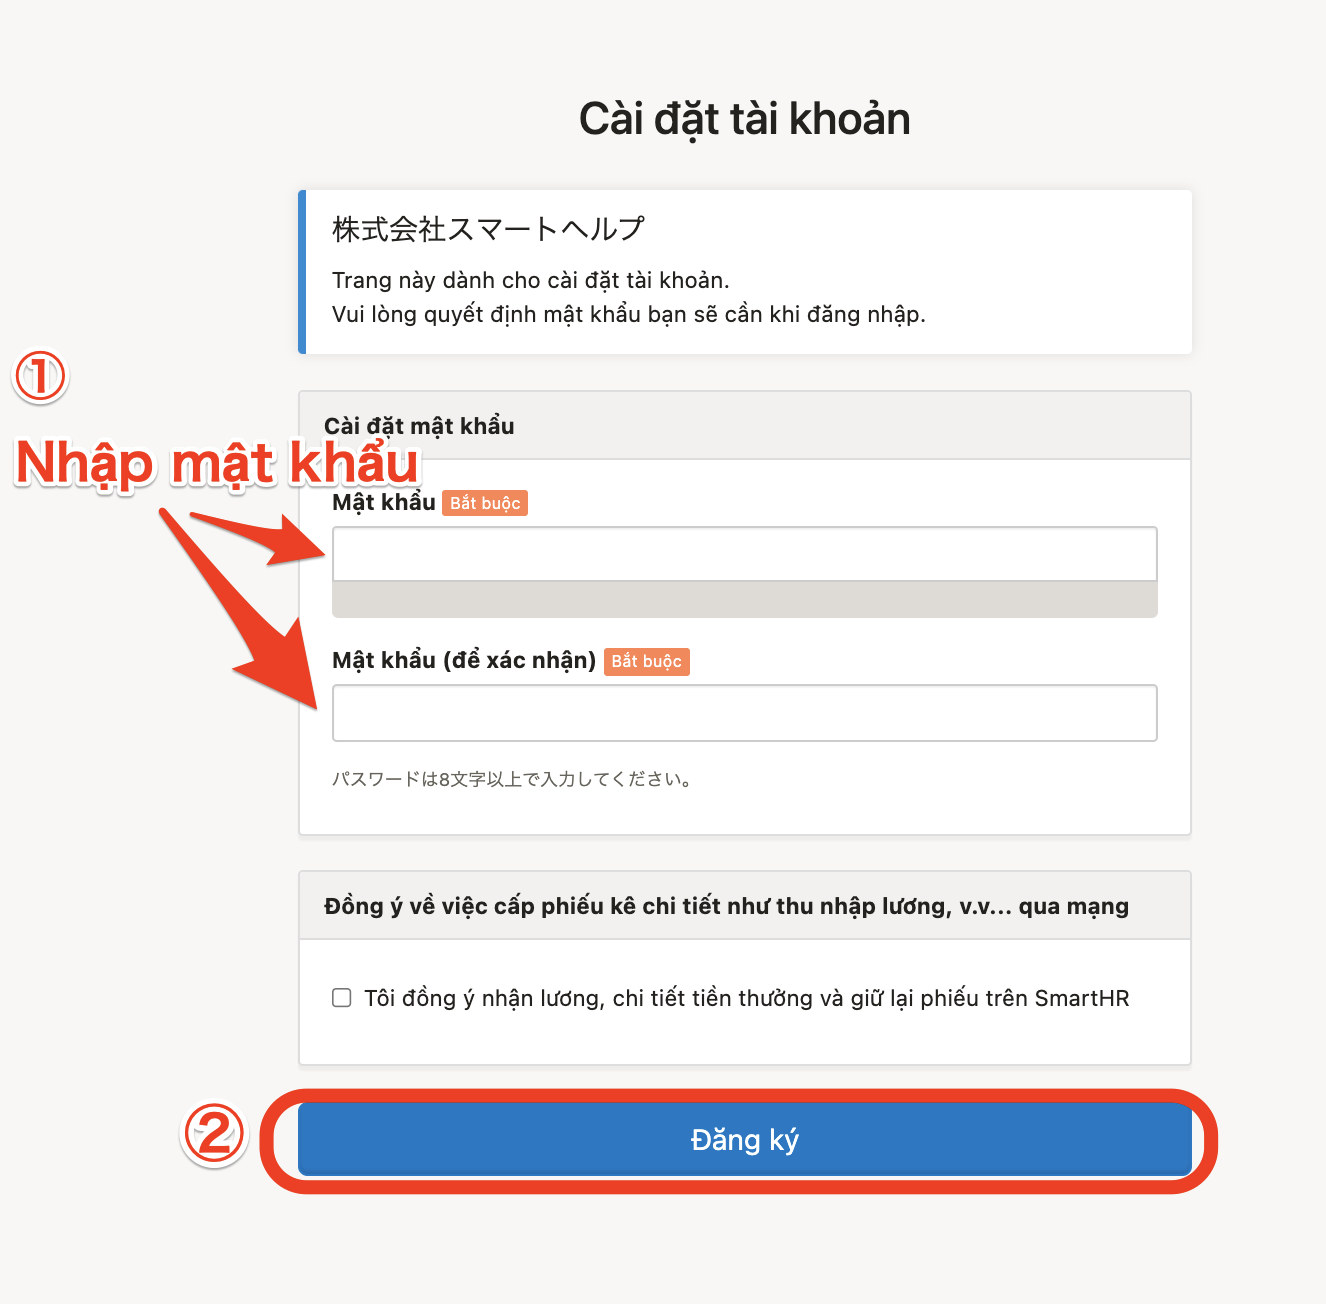 Cài đặt tài khoản
株式会社スマートヘルプ
Trang này dành cho cài đặt tài khoản.
Vui lòng quyết định mật khẩu bạn sẽ cần khi đăng nhập.
①
Nhập mật khẩu
Cài đặt mật khẩu
Mật khẩu Bắt buộc
Mật khẩu (để xác nhận) Bắt buộc
パスワードは8文字以上で入力してください。
Đồng ý về việc cấp phiếu kê chi tiết như thu nhập lương, v.v... qua mạng
Tôi đồng ý nhận lương, chi tiết tiền thưởng và giữ lại phiếu trên SmartHR
②
Đăng ký